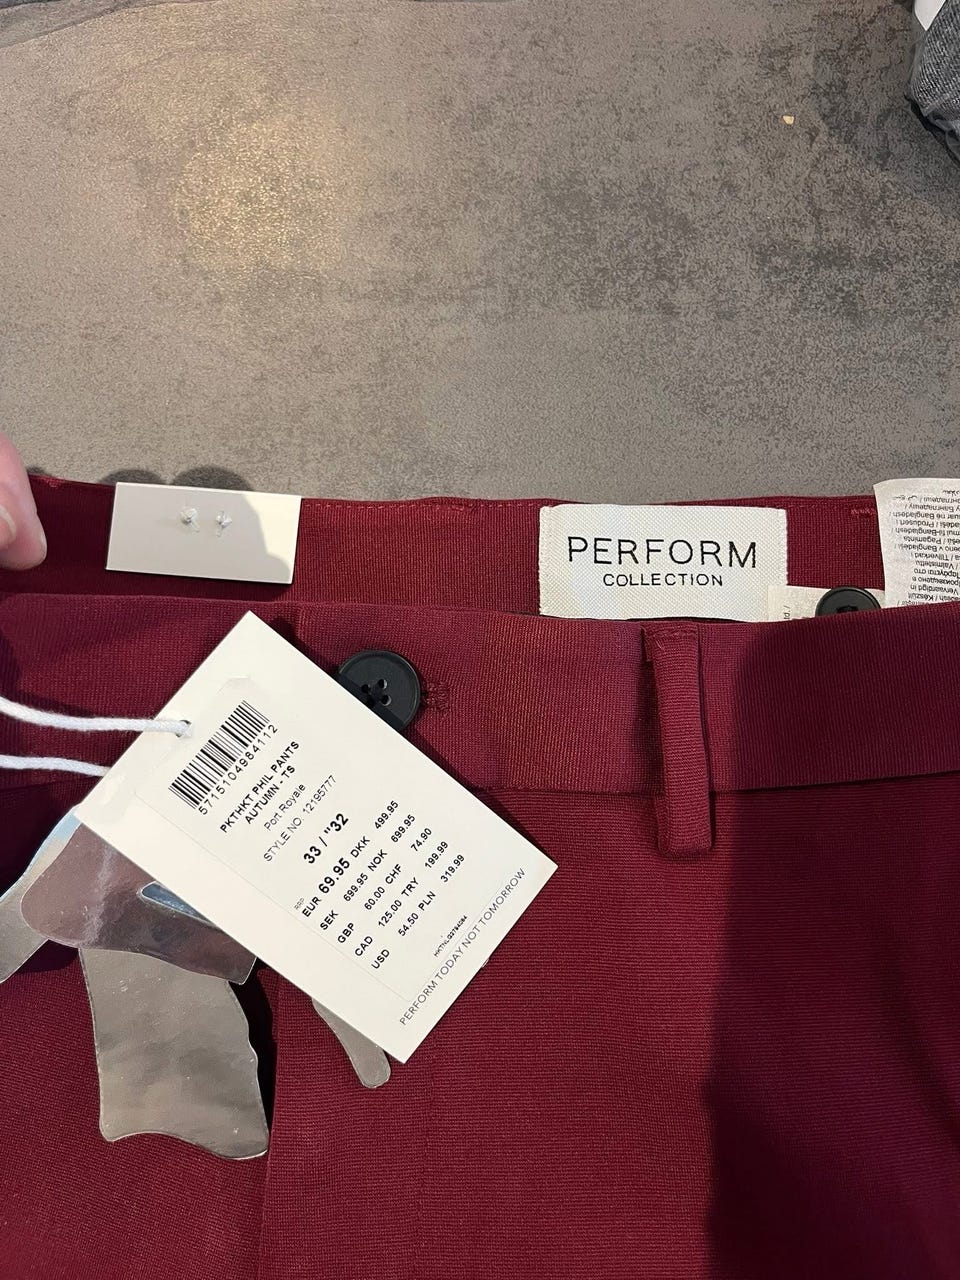 PERFORM
COLLECTION
5715104984112
PKTHKT PHIL PANTS
AUTUMN - TS
Port Royale
STYLE NO. 12195777
33 / "32
RRP
EUR 69.95 DKK 499.95
SEK 699.95 NOK 699.95
GBP 60.00 CHF 74.90
CAD 125.00 TRY 199.99
USD 54.50 PLN 319.99
PERFORM TODAY NOT TOMORROW